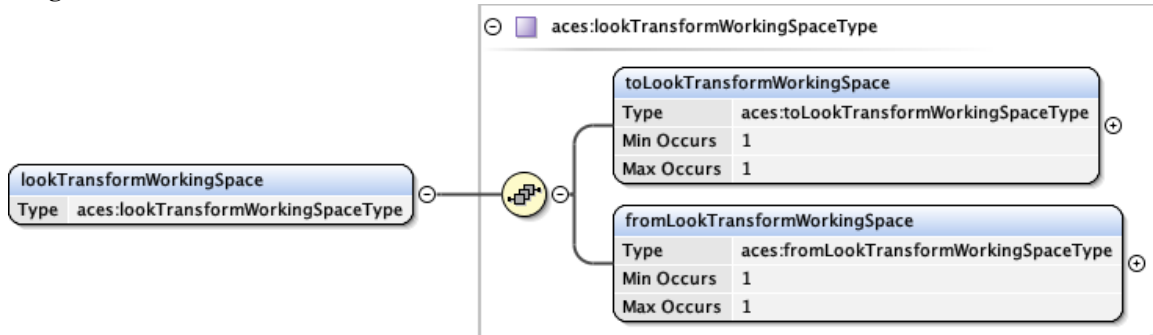 aces:lookTransformWorkingSpaceType
toLookTransformWorkingSpace
Type aces:toLookTransformWorkingSpaceType
Min Occurs 1
Max Occurs 1
lookTransformWorkingSpace
Type aces:lookTransformWorkingSpaceType
fromLookTransformWorkingSpace
Type aces:fromLookTransformWorkingSpaceType
Min Occurs 1
Max Occurs 1